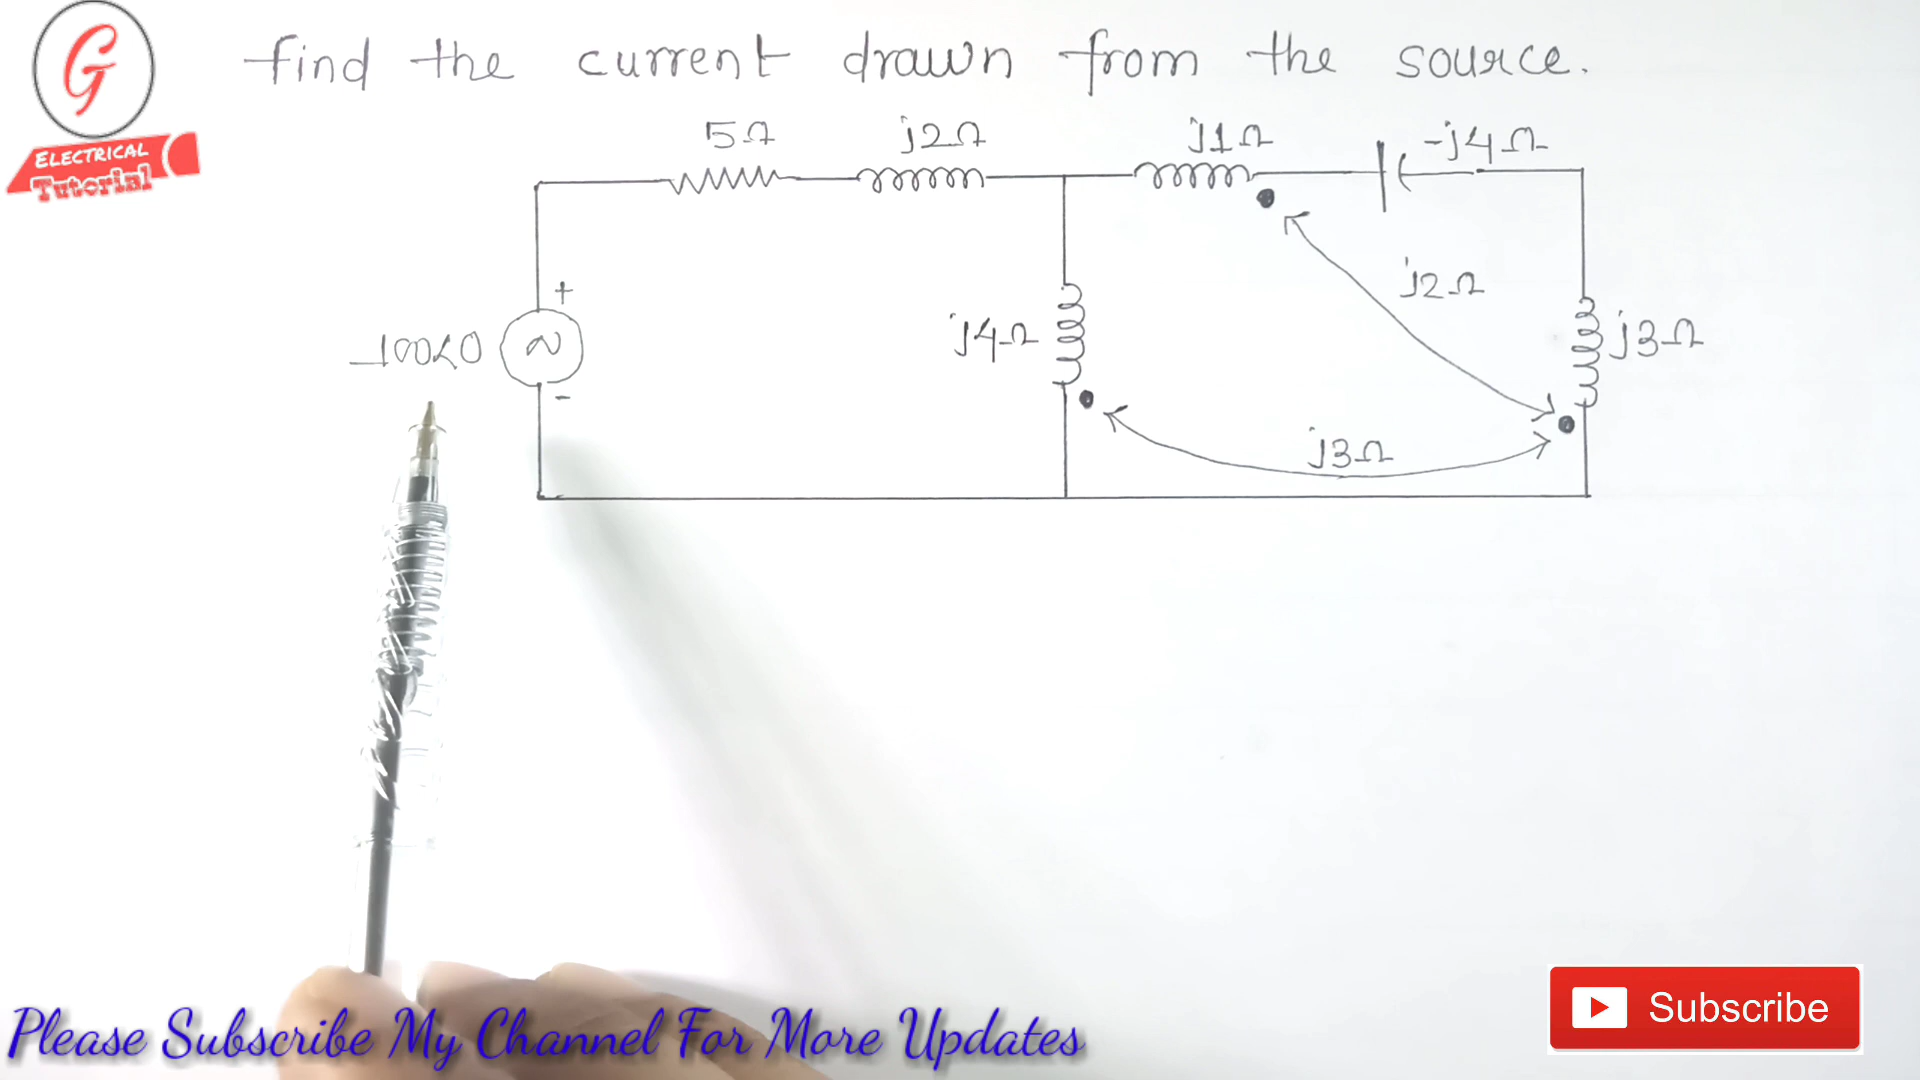 G
find the current drawn from the source.
ELECTRICAL
Tutorial
5Ω j2Ω j1Ω -j4Ω
+
j2Ω
100∠0 ~ j4Ω j3Ω
-
j3Ω
Please Subscribe My Channel For More Updates
Subscribe